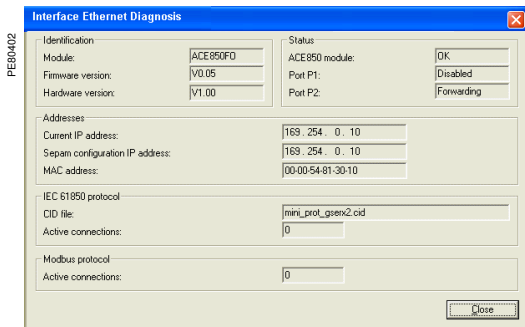 Interface Ethernet Diagnosis
PE80402
Identification
Module: ACE850FO
Firmware version: V0.05
Hardware version: V1.00
Status
ACE850 module: OK
Port P1: Disabled
Port P2: Forwarding
Addresses
Current IP address: 169 . 254 . 0 . 10
Sepam configuration IP address: 169 . 254 . 0 . 10
MAC address: 00-00-54-81-30-10
IEC 61850 protocol
CID file: mini_prot_gserx2.cid
Active connections: 0
Modbus protocol
Active connections: 0
Close